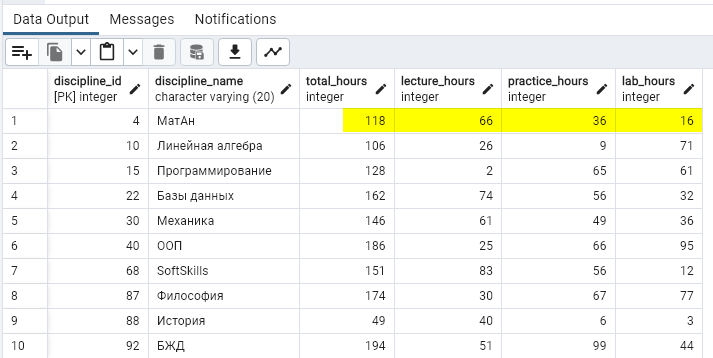 Data Output Messages Notifications
discipline_id discipline_name total_hours lecture_hours practice_hours lab_hours
[PK] integer character varying (20) integer integer integer integer
1 4 МатАн 118 66 36 16
2 10 Линейная алгебра 106 26 9 71
3 15 Программирование 128 2 65 61
4 22 Базы данных 162 74 56 32
5 30 Механика 146 61 49 36
6 40 ООП 186 25 66 95
7 68 SoftSkills 151 83 56 12
8 87 Философия 174 30 67 77
9 88 История 49 40 6 3
10 92 БЖД 194 51 99 44